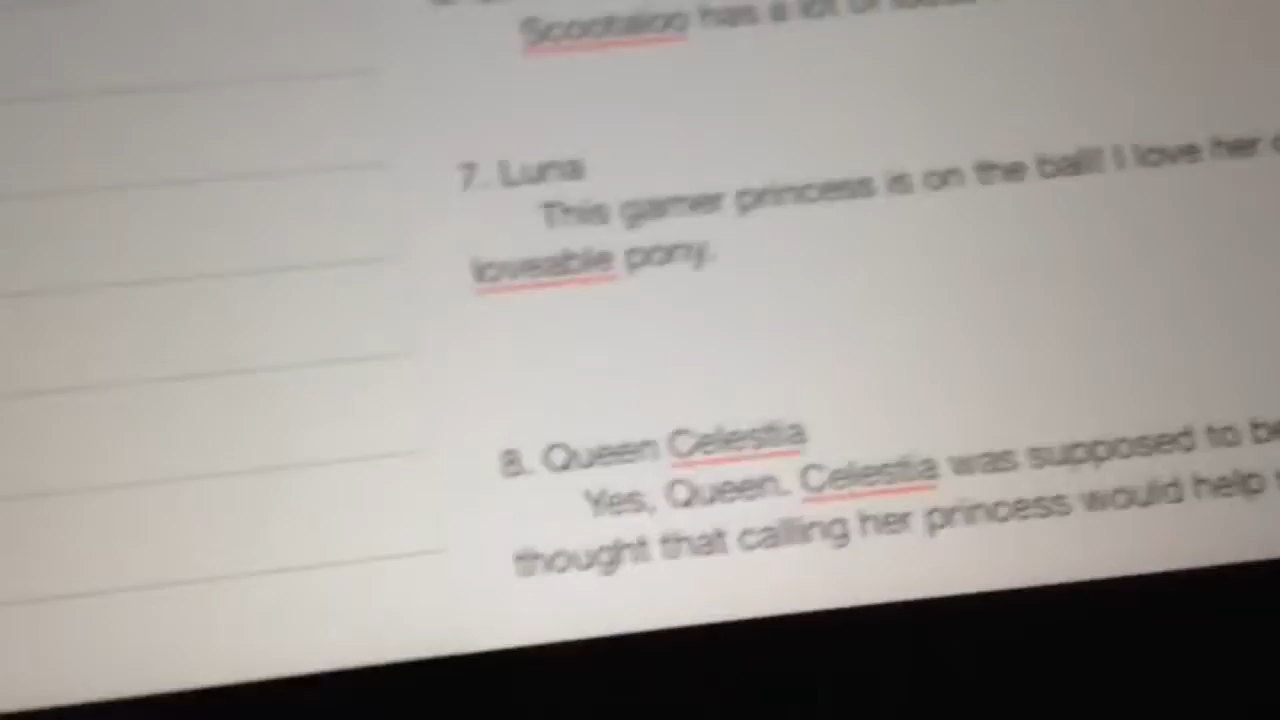 Scootaloo has a lot of
7. Luna
This gamer princess is on the ball! I love her
loveable pony.
8. Queen Celestia
Yes, Queen. Celestia was supposed to be
thought that calling her princess would help